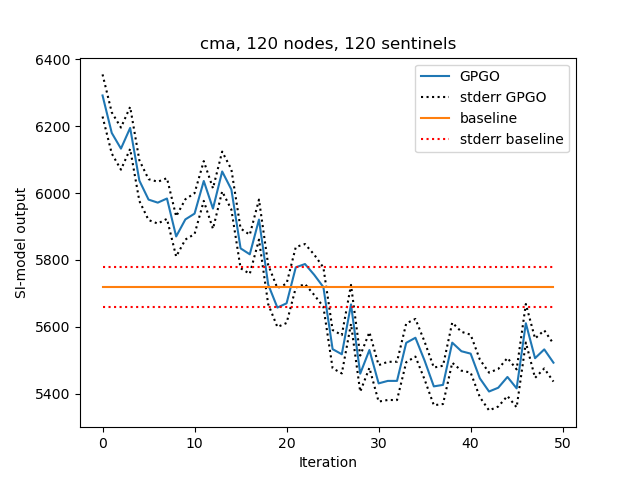 cma, 120 nodes, 120 sentinels
GPGO
stderr GPGO
baseline
stderr baseline
SI-model output
6400
6200
6000
5800
5600
5400
0 10 20 30 40 50
Iteration